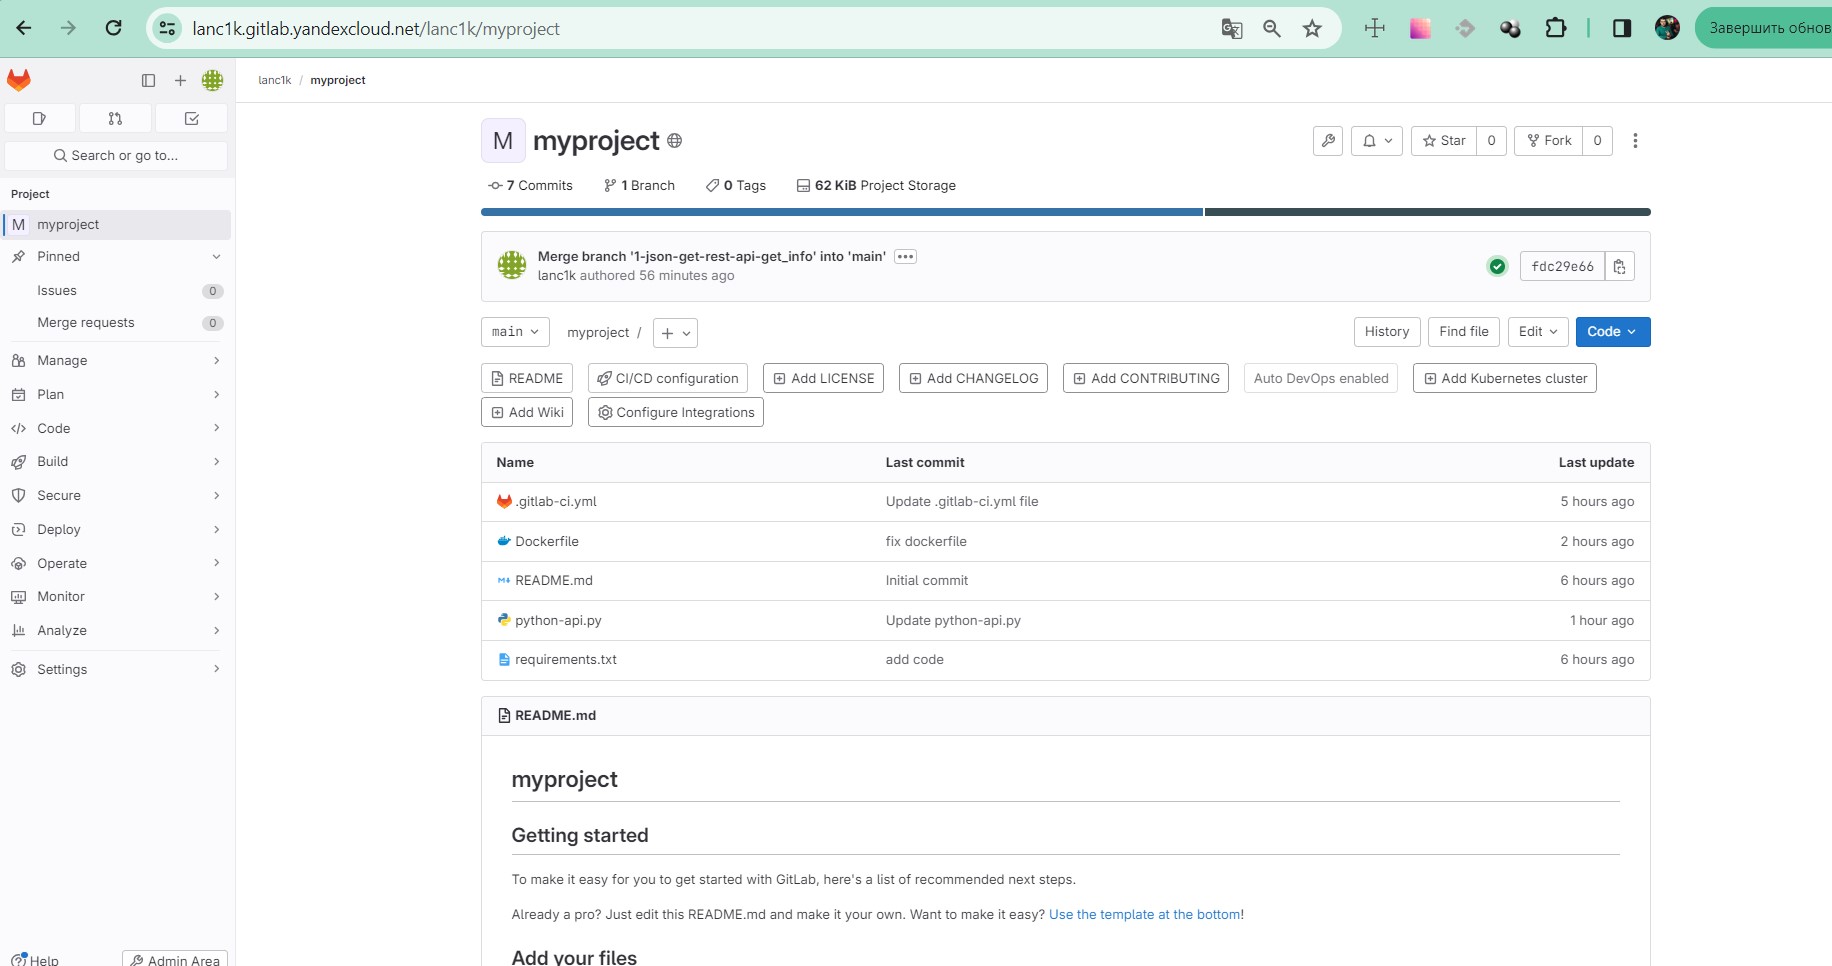 lanc1k.gitlab.yandexcloud.net/lanc1k/myproject
Завершить обнов
lanc1k / myproject
Search or go to...
Project
M myproject
Pinned
Issues 0
Merge requests 0
Manage
Plan
Code
Build
Secure
Deploy
Operate
Monitor
Analyze
Settings
Help
Admin Area
M myproject
Star 0
Fork 0
7 Commits 1 Branch 0 Tags 62 KiB Project Storage
Merge branch '1-json-get-rest-api-get_info' into 'main'
lanc1k authored 56 minutes ago
fdc29e66
main myproject / +
History Find file Edit Code
README CI/CD configuration Add LICENSE Add CHANGELOG Add CONTRIBUTING Auto DevOps enabled Add Kubernetes cluster
Add Wiki Configure Integrations
Name Last commit Last update
.gitlab-ci.yml Update .gitlab-ci.yml file 5 hours ago
Dockerfile fix dockerfile 2 hours ago
README.md Initial commit 6 hours ago
python-api.py Update python-api.py 1 hour ago
requirements.txt add code 6 hours ago
README.md
myproject
Getting started
To make it easy for you to get started with GitLab, here's a list of recommended next steps.
Already a pro? Just edit this README.md and make it your own. Want to make it easy? Use the template at the bottom!
Add your files